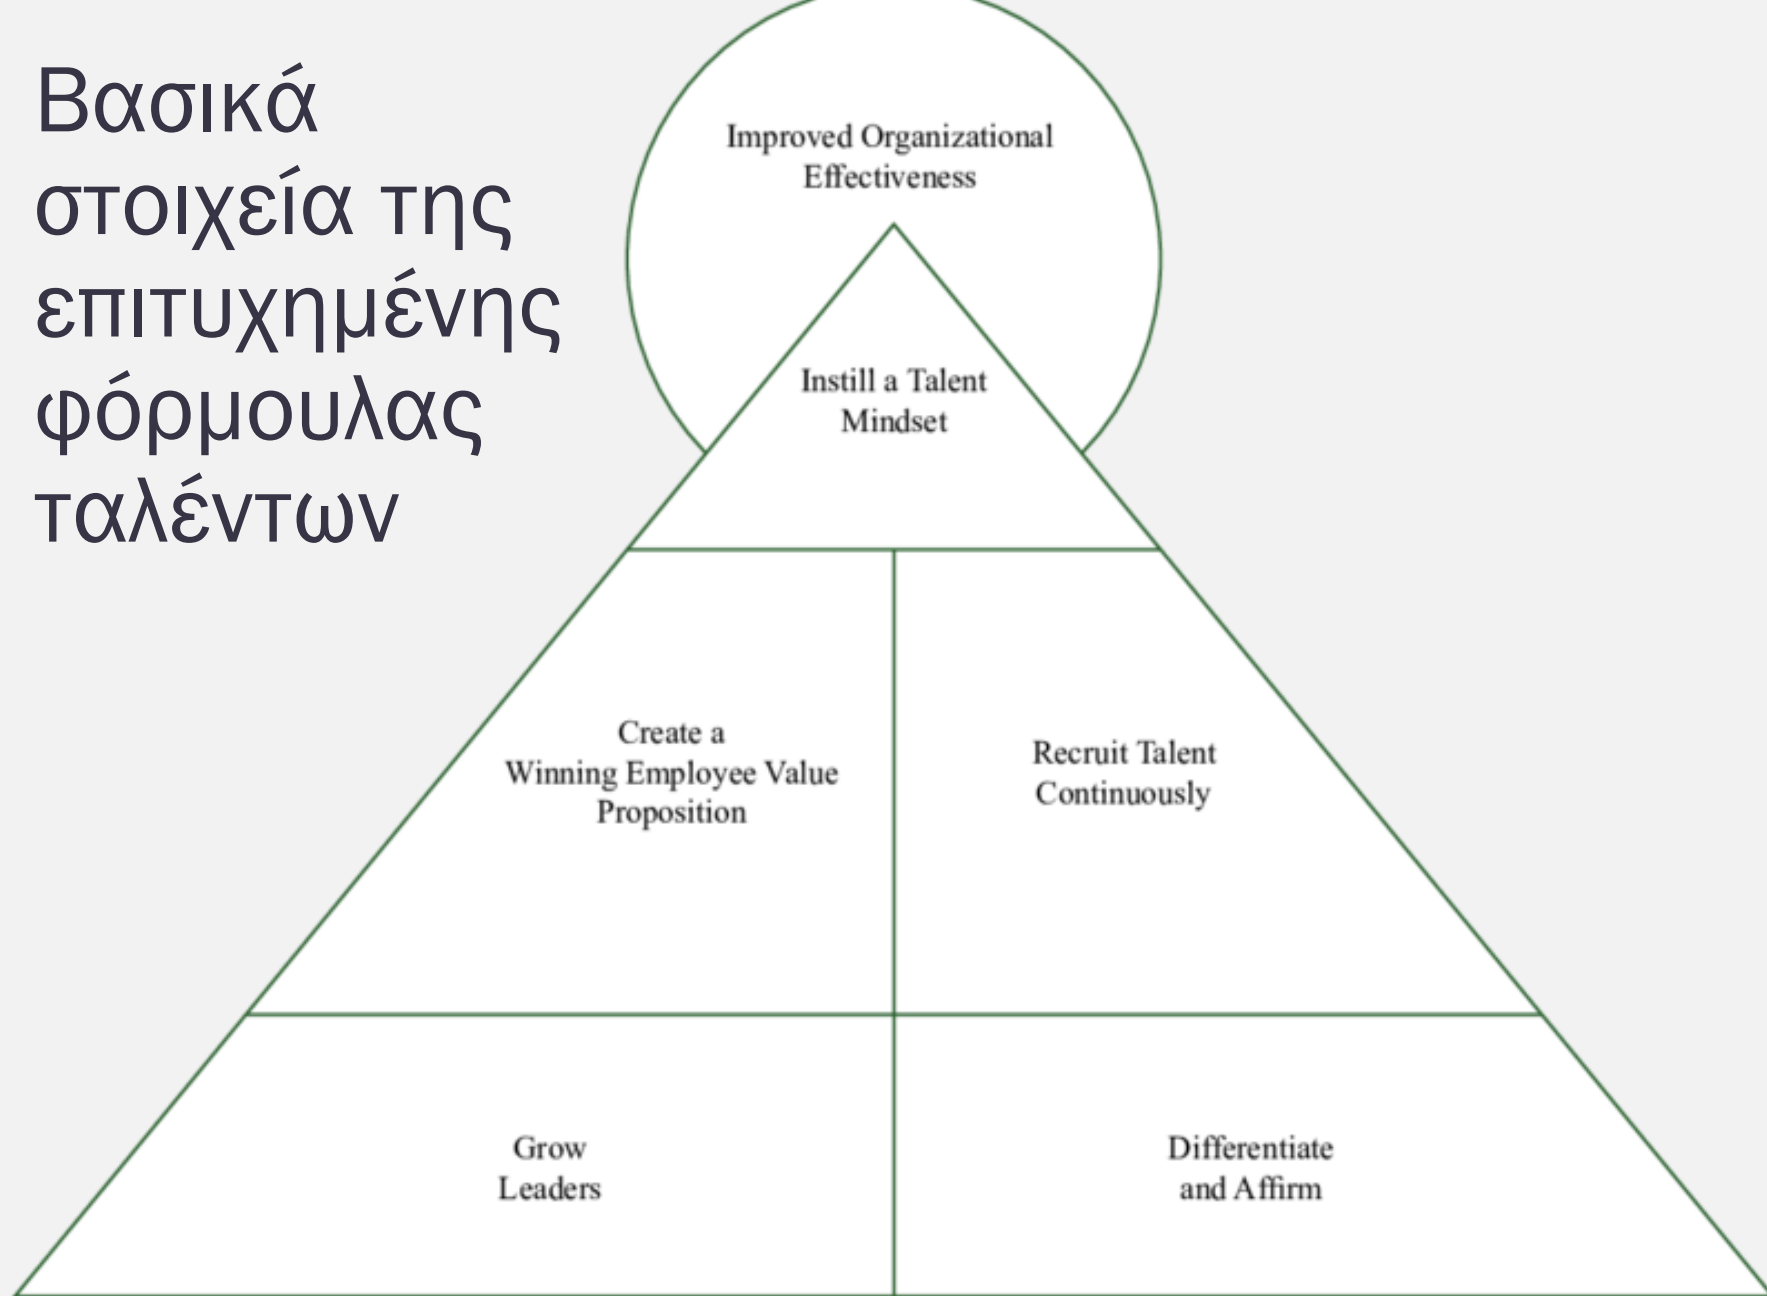 Βασικά
στοιχεία της
επιτυχημένης
φόρμουλας
ταλέντων
Improved Organizational
Effectiveness
Instill a Talent
Mindset
Create a
Winning Employee Value
Proposition
Recruit Talent
Continuously
Grow
Leaders
Differentiate
and Affirm